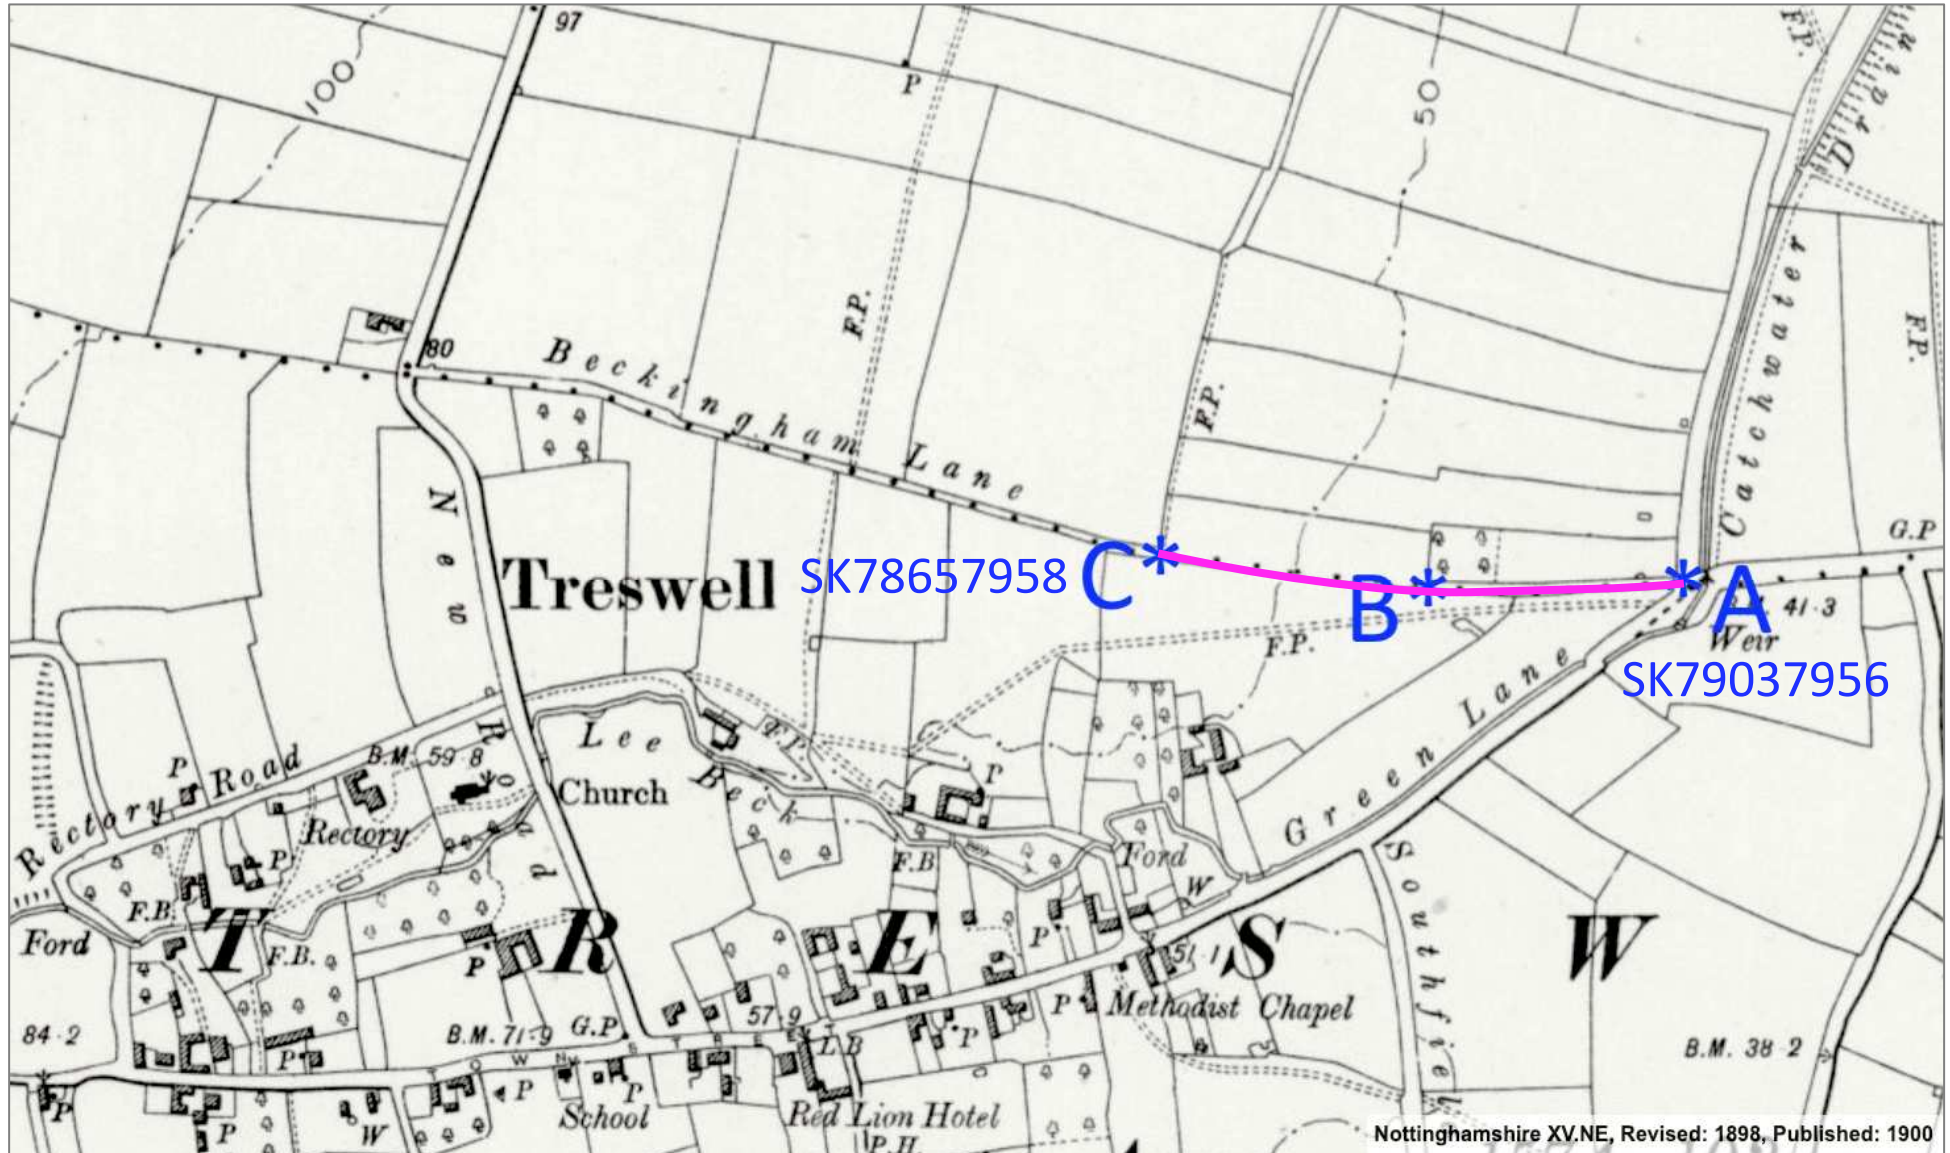 97
100
P
50
F.P.
Drain
80
Beckingham Lane
F.P.
F.P.
F.P.
Catchwater
G.P
New Road
Treswell
SK78657958
C
B
A
41·3
Weir
SK79037956
F.P.
Green Lane
Lee Beck
F.P.
Church
B.M. 59·8
P
Rectory Road
Rectory
P
P
F.B
Ford
W
F.B.
Ford
F.B.
T R E S W
P
P
51·1
Methodist Chapel
P
Southfiel
84·2
B.M. 71·9
G.P
57·9
L B
P
B.M. 38·2
P
P
School
P
P
P
W
Red Lion Hotel
P.H.
Nottinghamshire XV.NE, Revised: 1898, Published: 1900